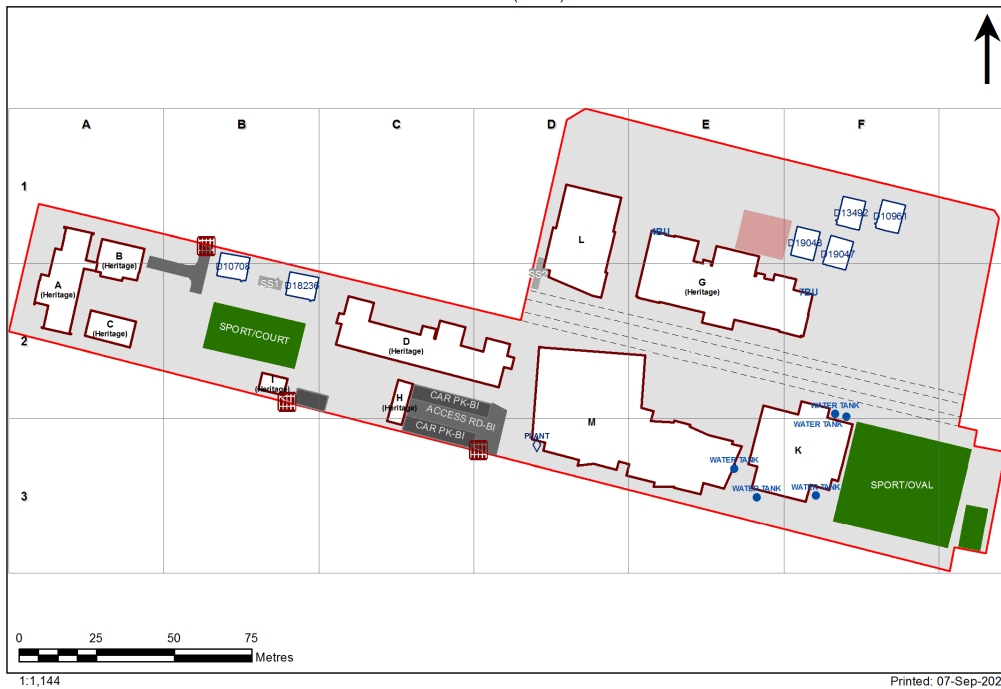 A B C D E F
1
D13492
D10961
4BU
D19048
D19047
L
B
(Heritage)
D10708
SS1
D18236
SS2
G
(Heritage)
7BU
A
(Heritage)
C
(Heritage)
SPORT/COURT
2
D
(Heritage)
I
(Heritage)
H
(Heritage)
CAR PK-BI
ACCESS RD-BI
CAR PK-BI
PLANT
M
WATER TANK
WATER TANK
K
WATER TANK
WATER TANK
WATER TANK
SPORT/OVAL
3
0 25 50 75
Metres
1:1,144
Printed: 07-Sep-202